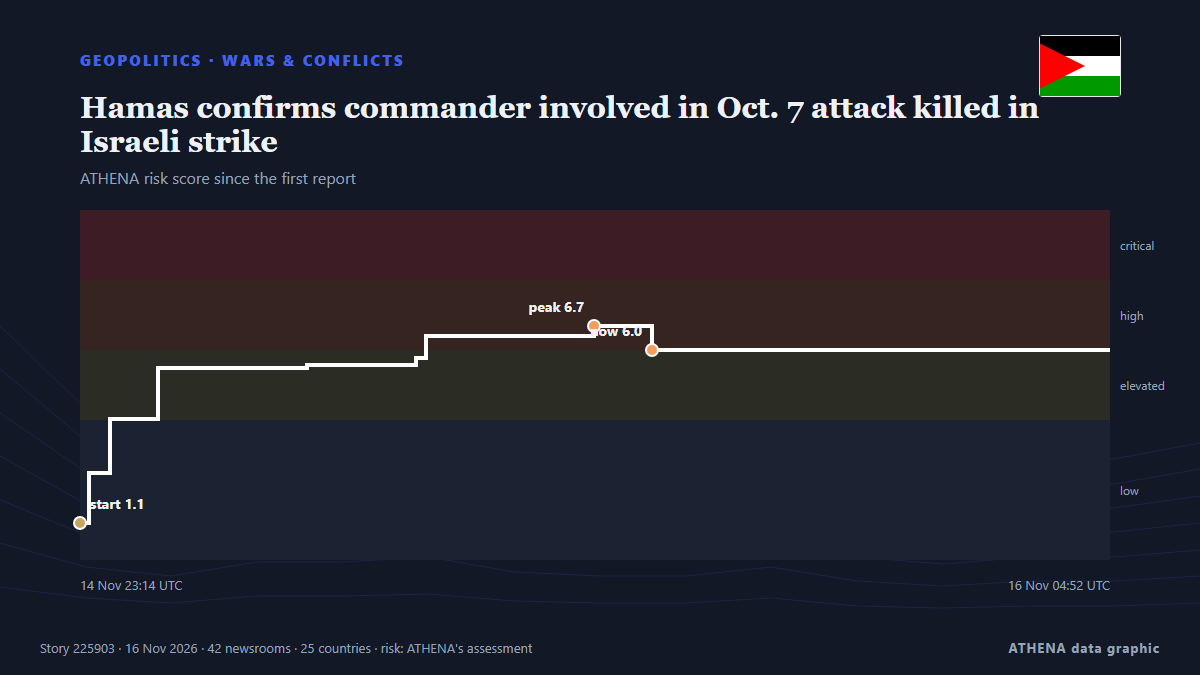 GEOPOLITICS · WARS & CONFLICTS
Hamas confirms commander involved in Oct. 7 attack killed in
Israeli strike
ATHENA risk score since the first report
critical
peak 6.7
high
low 6.0
elevated
low
start 1.1
14 Nov 23:14 UTC
16 Nov 04:52 UTC
Story 225903 · 16 Nov 2026 · 42 newsrooms · 25 countries · risk: ATHENA's assessment
ATHENA data graphic